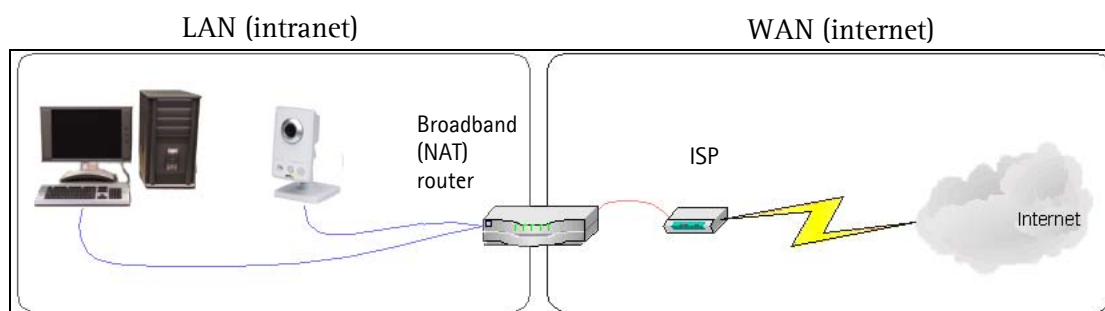 LAN (intranet)
WAN (internet)
Broadband
(NAT)
router
ISP
Internet